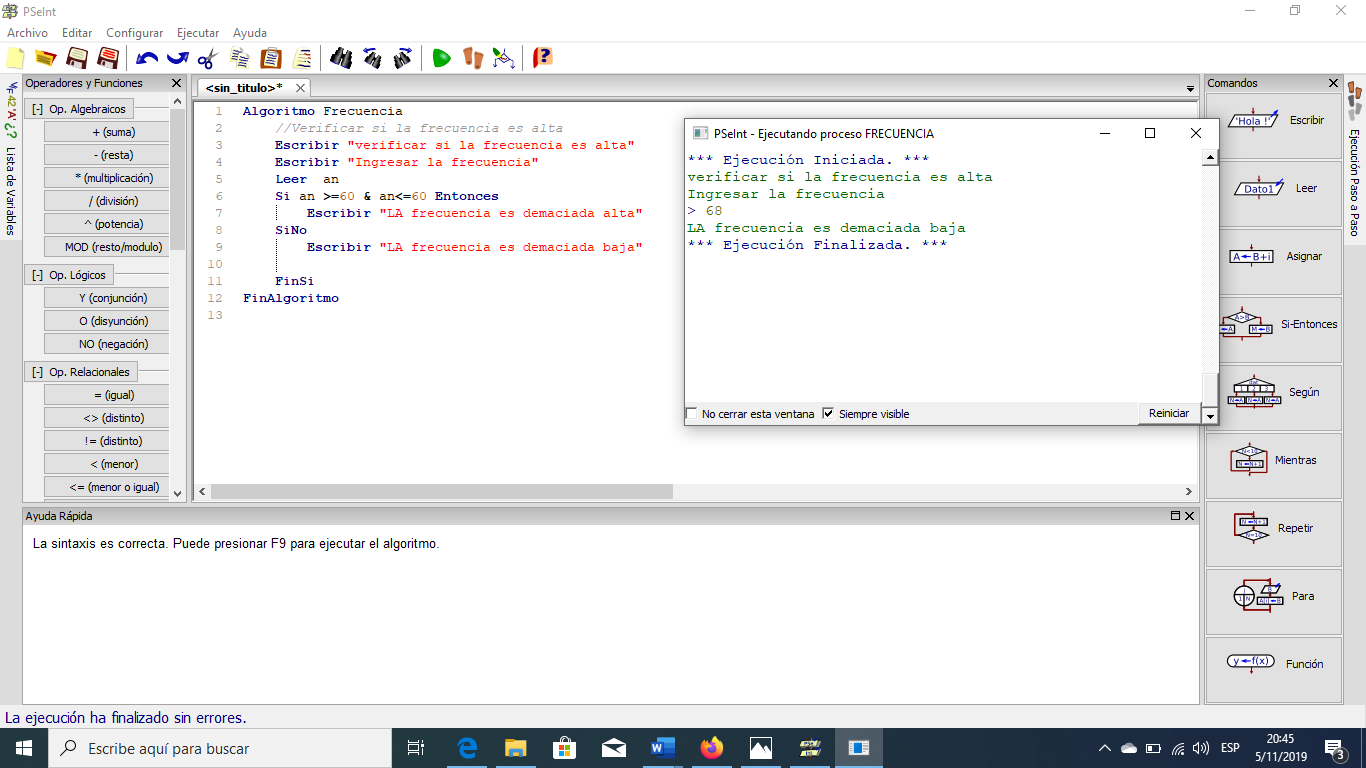 PSeInt
Archivo Editar Configurar Ejecutar Ayuda
Operadores y Funciones
<sin_titulo>*
Comandos
42 'A' ¿? Lista de Variables
[-] Op. Algebraicos
+ (suma)
- (resta)
* (multiplicación)
/ (división)
^ (potencia)
MOD (resto/modulo)
[-] Op. Lógicos
Y (conjunción)
O (disyunción)
NO (negación)
[-] Op. Relacionales
= (igual)
<> (distinto)
!= (distinto)
< (menor)
<= (menor o igual)
1 Algoritmo Frecuencia
2 //Verificar si la frecuencia es alta
3 Escribir "verificar si la frecuencia es alta"
4 Escribir "Ingresar la frecuencia"
5 Leer an
6 Si an >=60 & an<=60 Entonces
7 Escribir "LA frecuencia es demaciada alta"
8 SiNo
9 Escribir "LA frecuencia es demaciada baja"
10
11 FinSi
12 FinAlgoritmo
13
PSeInt - Ejecutando proceso FRECUENCIA
*** Ejecución Iniciada. ***
verificar si la frecuencia es alta
Ingresar la frecuencia
> 68
LA frecuencia es demaciada baja
*** Ejecución Finalizada. ***
No cerrar esta ventana Siempre visible Reiniciar
'Hola !' Escribir
Dato1 Leer
A←B+i Asignar
A>B Si-Entonces
Según
Mientras
Repetir
Para
y←f(x) Función
Ejecución Paso a Paso
Ayuda Rápida
La sintaxis es correcta. Puede presionar F9 para ejecutar el algoritmo.
La ejecución ha finalizado sin errores.
Escribe aquí para buscar
ESP
20:45
5/11/2019
3